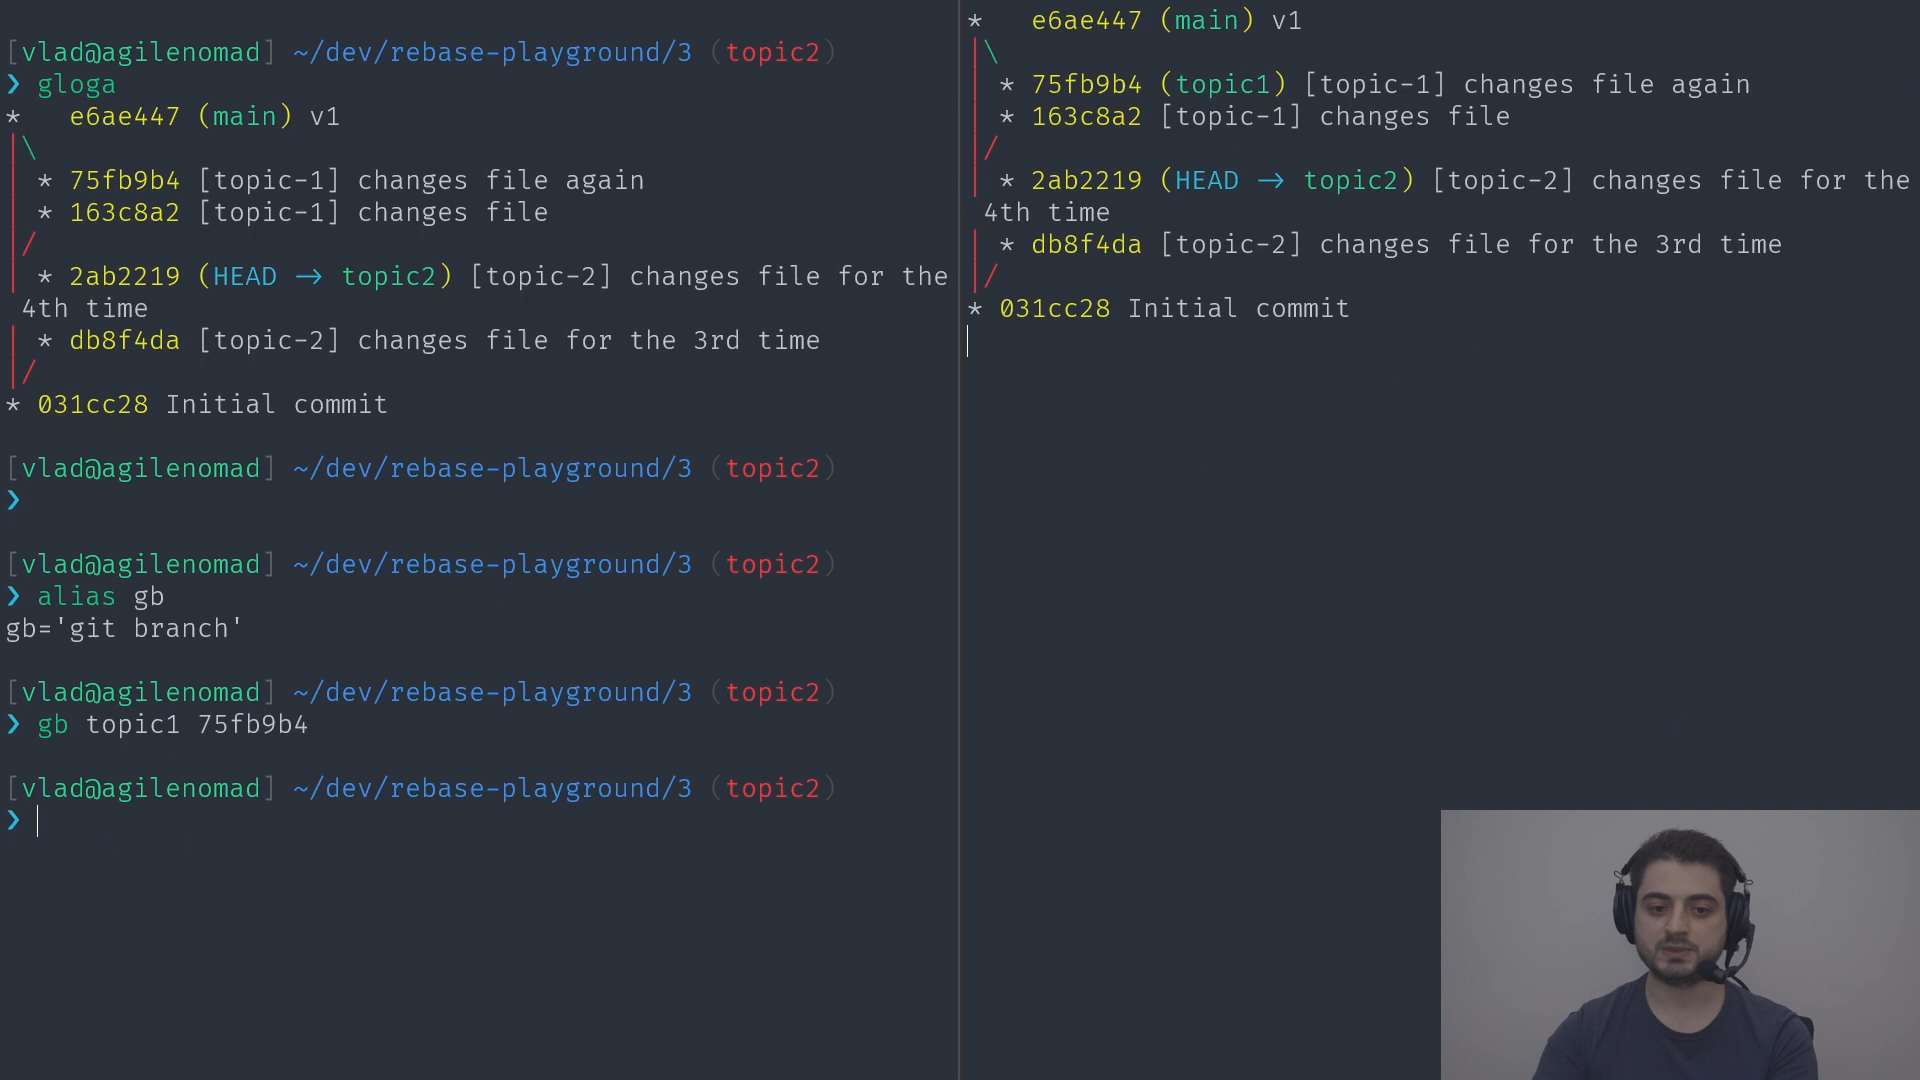 [vlad@agilenomad] ~/dev/rebase-playground/3 (topic2)
❯ gloga
*   e6ae447 (main) v1
|\
| * 75fb9b4 [topic-1] changes file again
| * 163c8a2 [topic-1] changes file
|/
| * 2ab2219 (HEAD → topic2) [topic-2] changes file for the
4th time
| * db8f4da [topic-2] changes file for the 3rd time
|/
* 031cc28 Initial commit
[vlad@agilenomad] ~/dev/rebase-playground/3 (topic2)
❯
[vlad@agilenomad] ~/dev/rebase-playground/3 (topic2)
❯ alias gb
gb='git branch'
[vlad@agilenomad] ~/dev/rebase-playground/3 (topic2)
❯ gb topic1 75fb9b4
[vlad@agilenomad] ~/dev/rebase-playground/3 (topic2)
❯
*   e6ae447 (main) v1
|\
| * 75fb9b4 (topic1) [topic-1] changes file again
| * 163c8a2 [topic-1] changes file
|/
| * 2ab2219 (HEAD → topic2) [topic-2] changes file for the
4th time
| * db8f4da [topic-2] changes file for the 3rd time
|/
* 031cc28 Initial commit